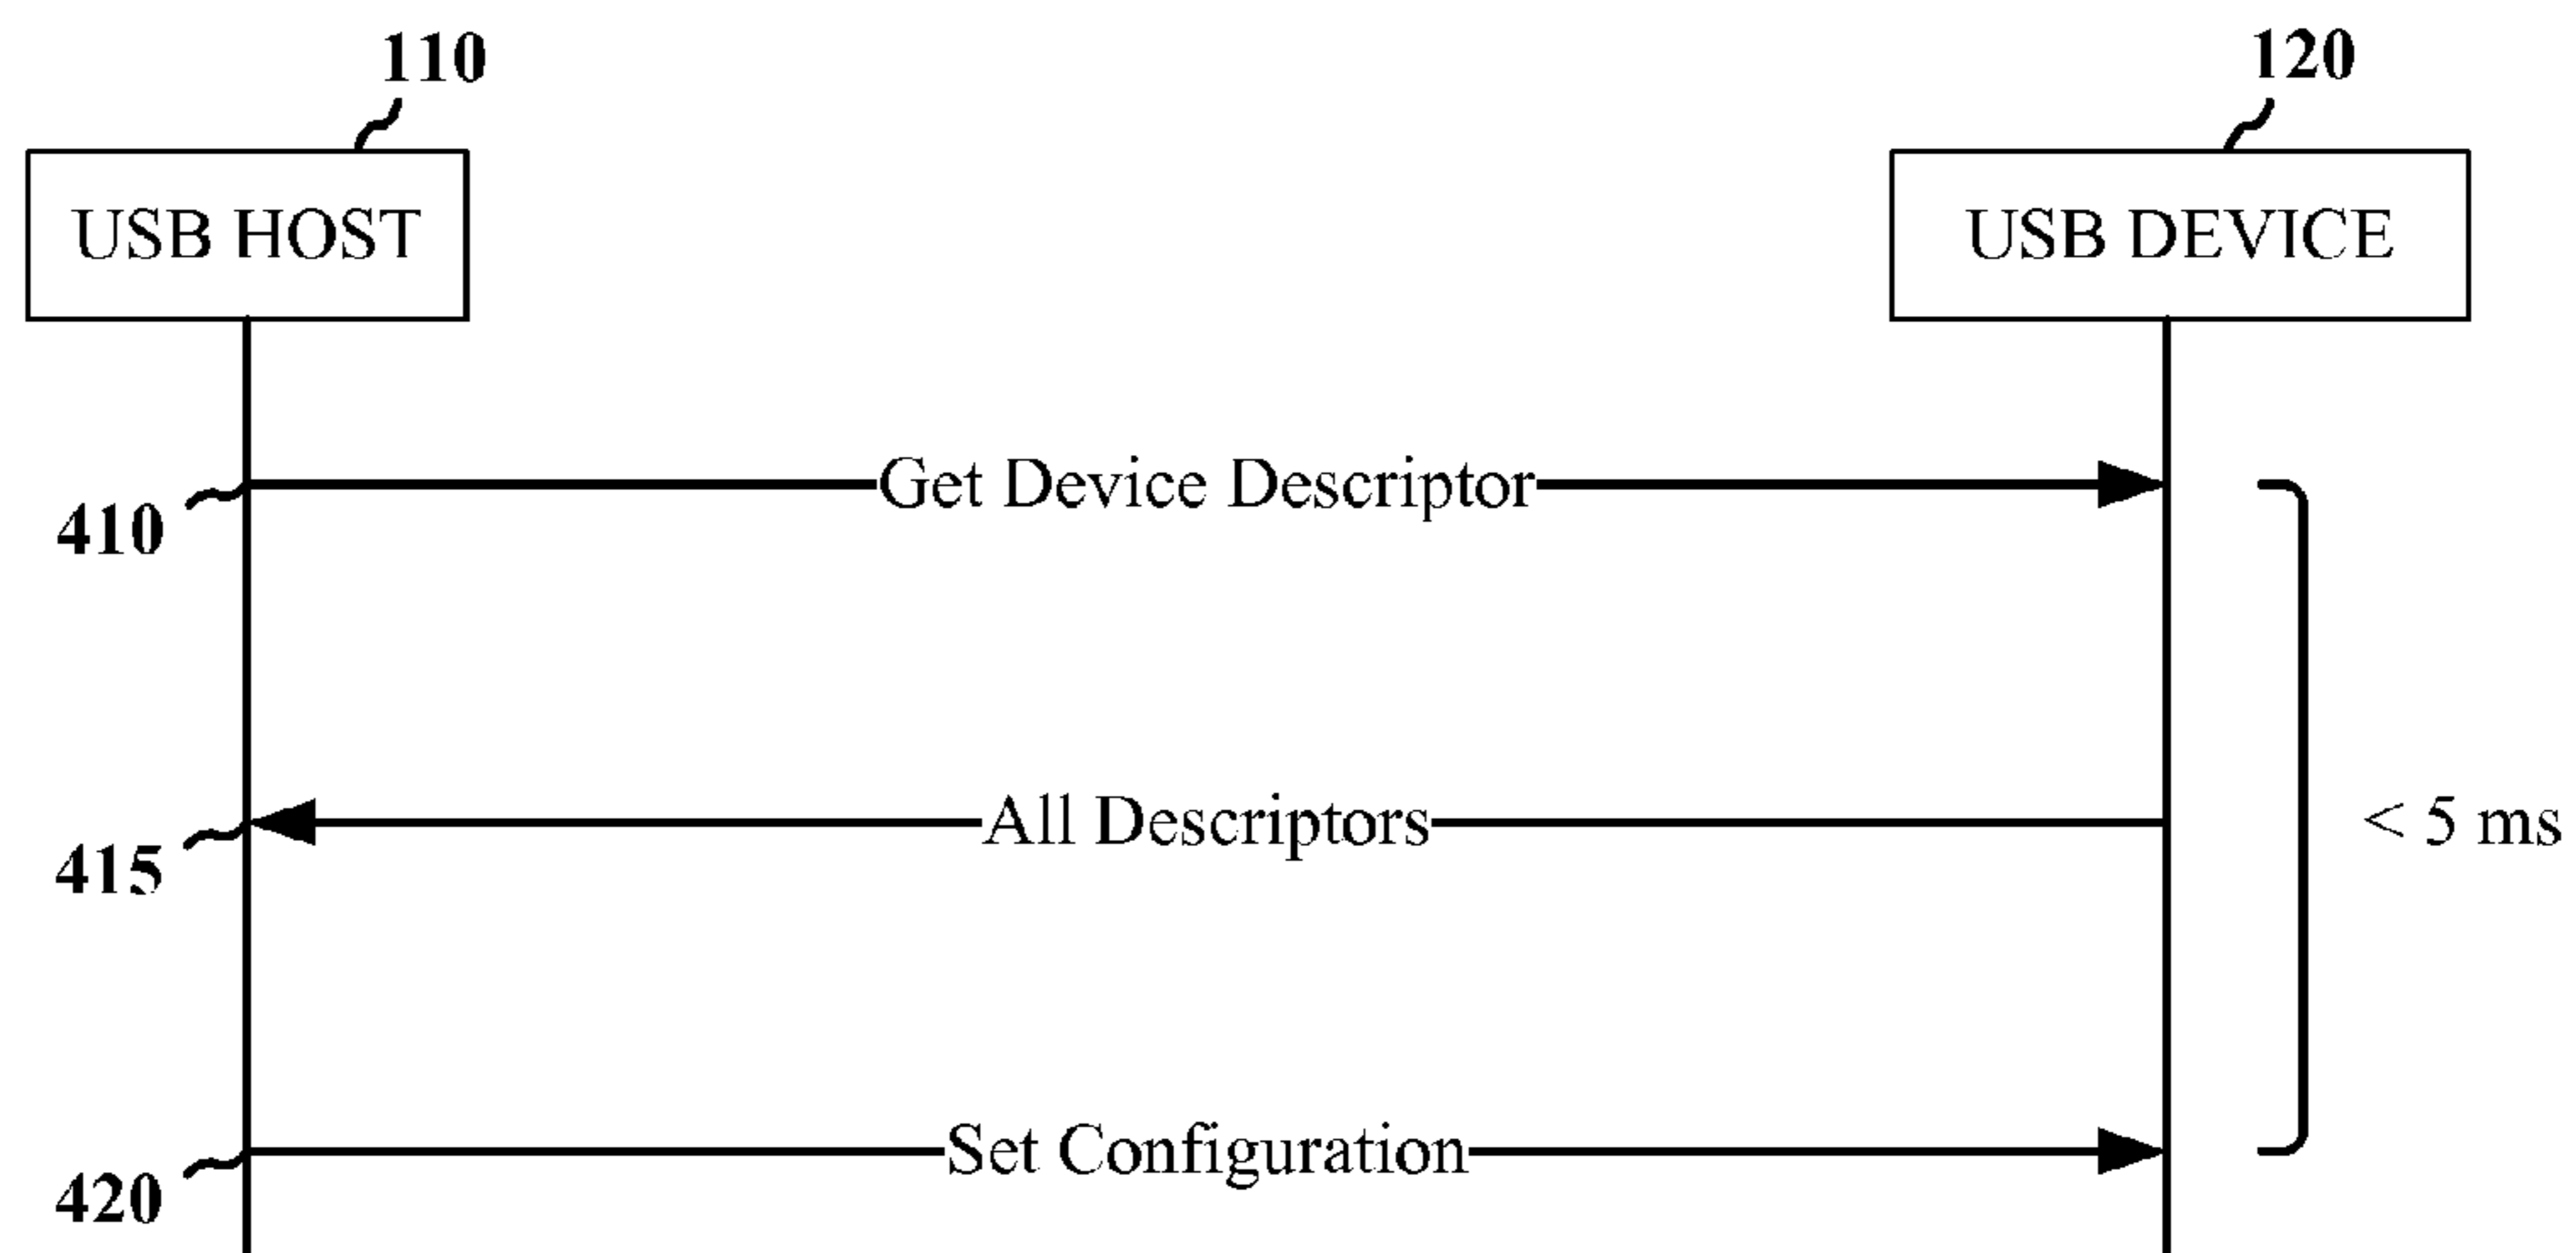 110
120
USB HOST
USB DEVICE
Get Device Descriptor
410
All Descriptors
< 5 ms
415
Set Configuration
420